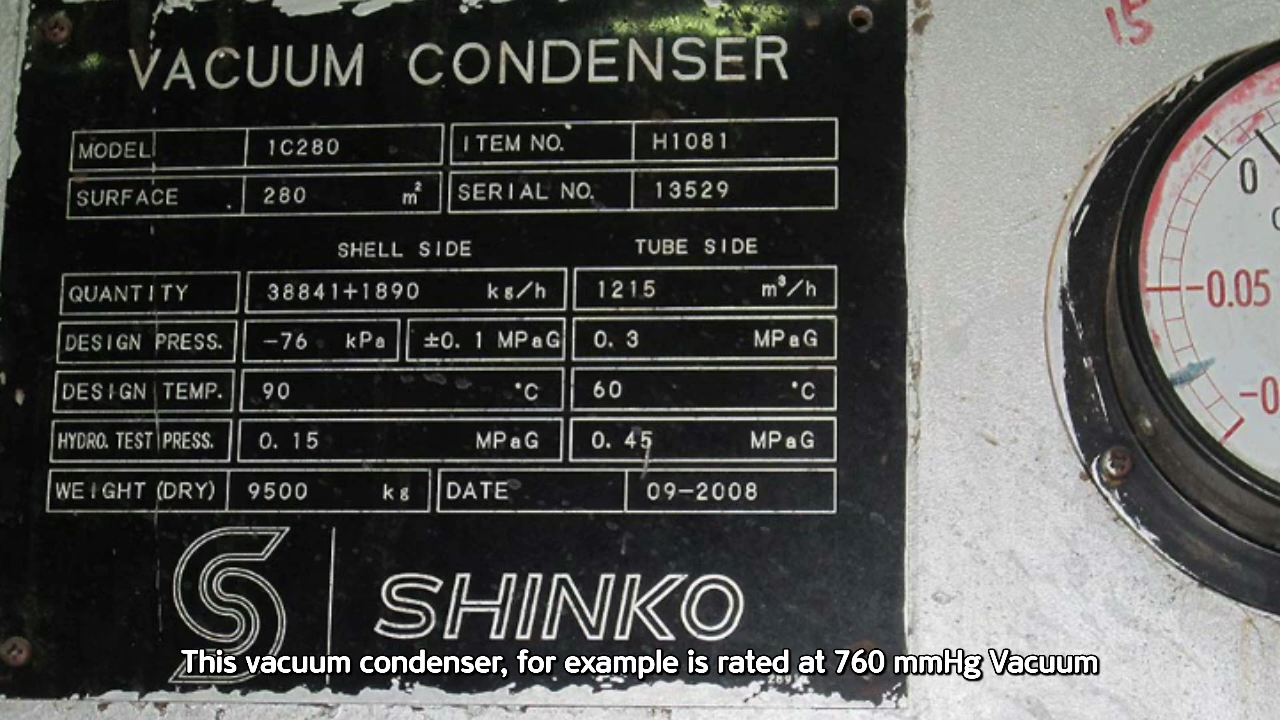 VACUUM CONDENSER
MODEL 1C280 ITEM NO. H1081
SURFACE 280 m² SERIAL NO. 13529
SHELL SIDE TUBE SIDE
QUANTITY 38841+1890 kg/h 1215 m³/h
DESIGN PRESS. -76 kPa ±0.1 MPaG 0.3 MPaG
DESIGN TEMP. 90 °C 60 °C
HYDRO. TEST PRESS. 0.15 MPaG 0.45 MPaG
WEIGHT (DRY) 9500 kg DATE 09-2008
SHINKO
This vacuum condenser, for example is rated at 760 mmHg Vacuum
15
0
-0.05